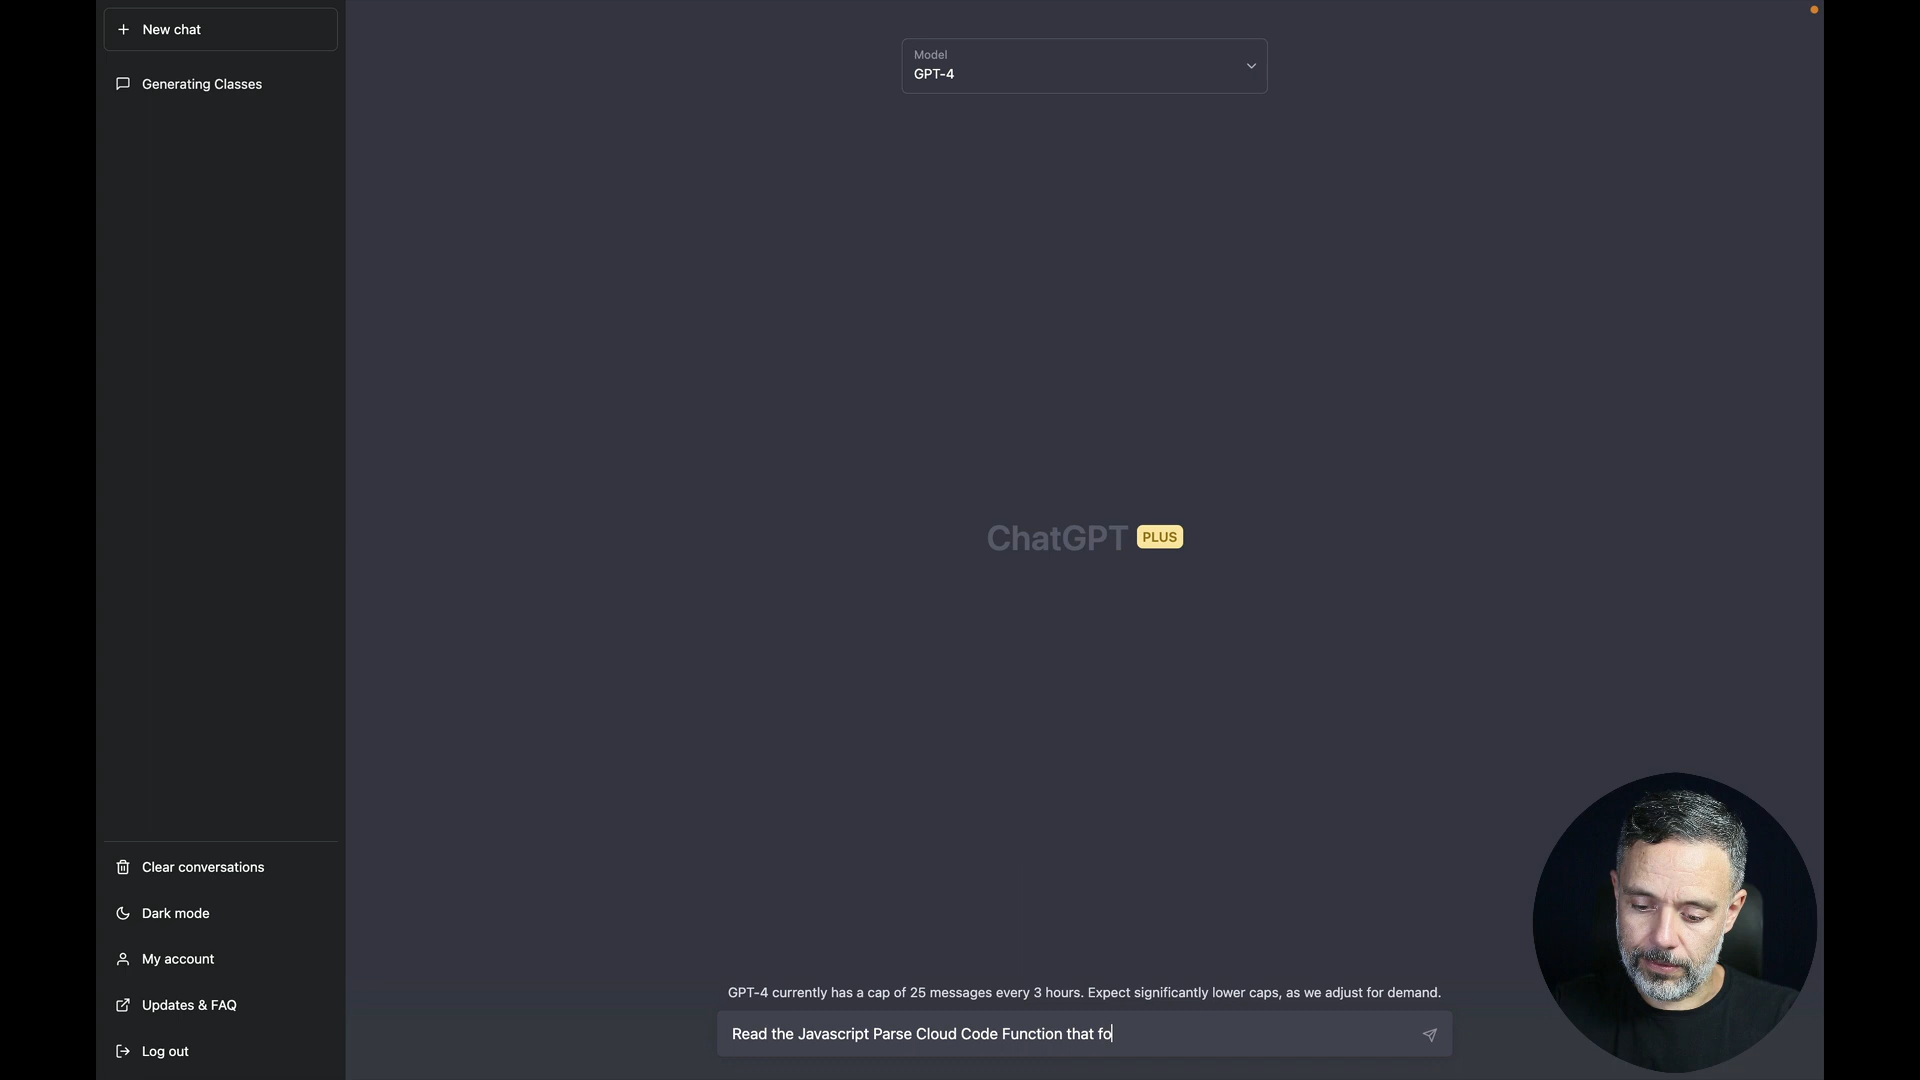 New chat
Generating Classes
Model
GPT-4
ChatGPT PLUS
Clear conversations
Dark mode
My account
Updates & FAQ
Log out
GPT-4 currently has a cap of 25 messages every 3 hours. Expect significantly lower caps, as we adjust for demand.
Read the Javascript Parse Cloud Code Function that fo